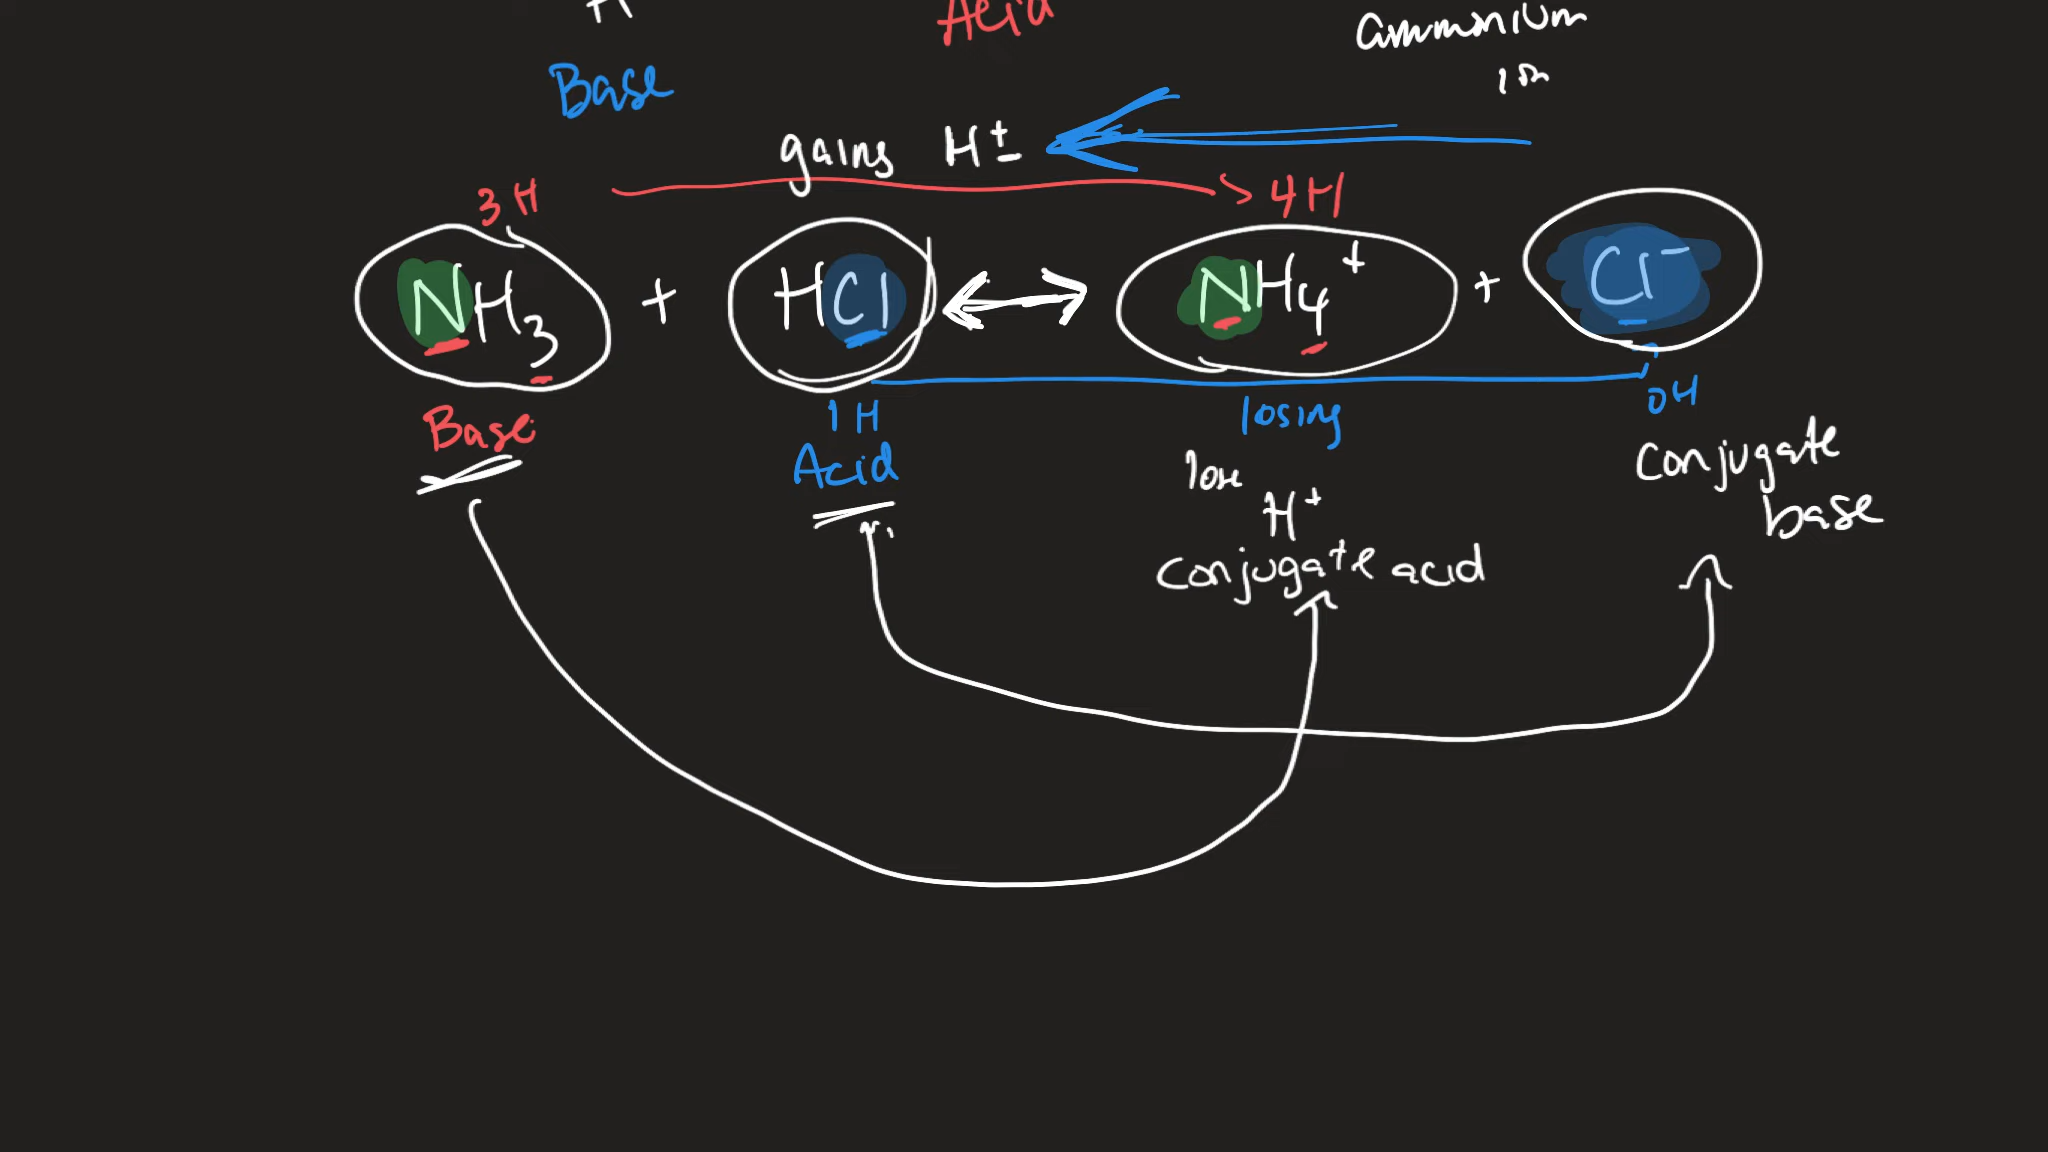 Acid
ammonium
ion
Base
gains H+
3H
4H
NH3 + HCl ↔ NH4+ + Cl-
Base
1H
losing
0H
Acid
lose
H+
conjugate acid
conjugate
base